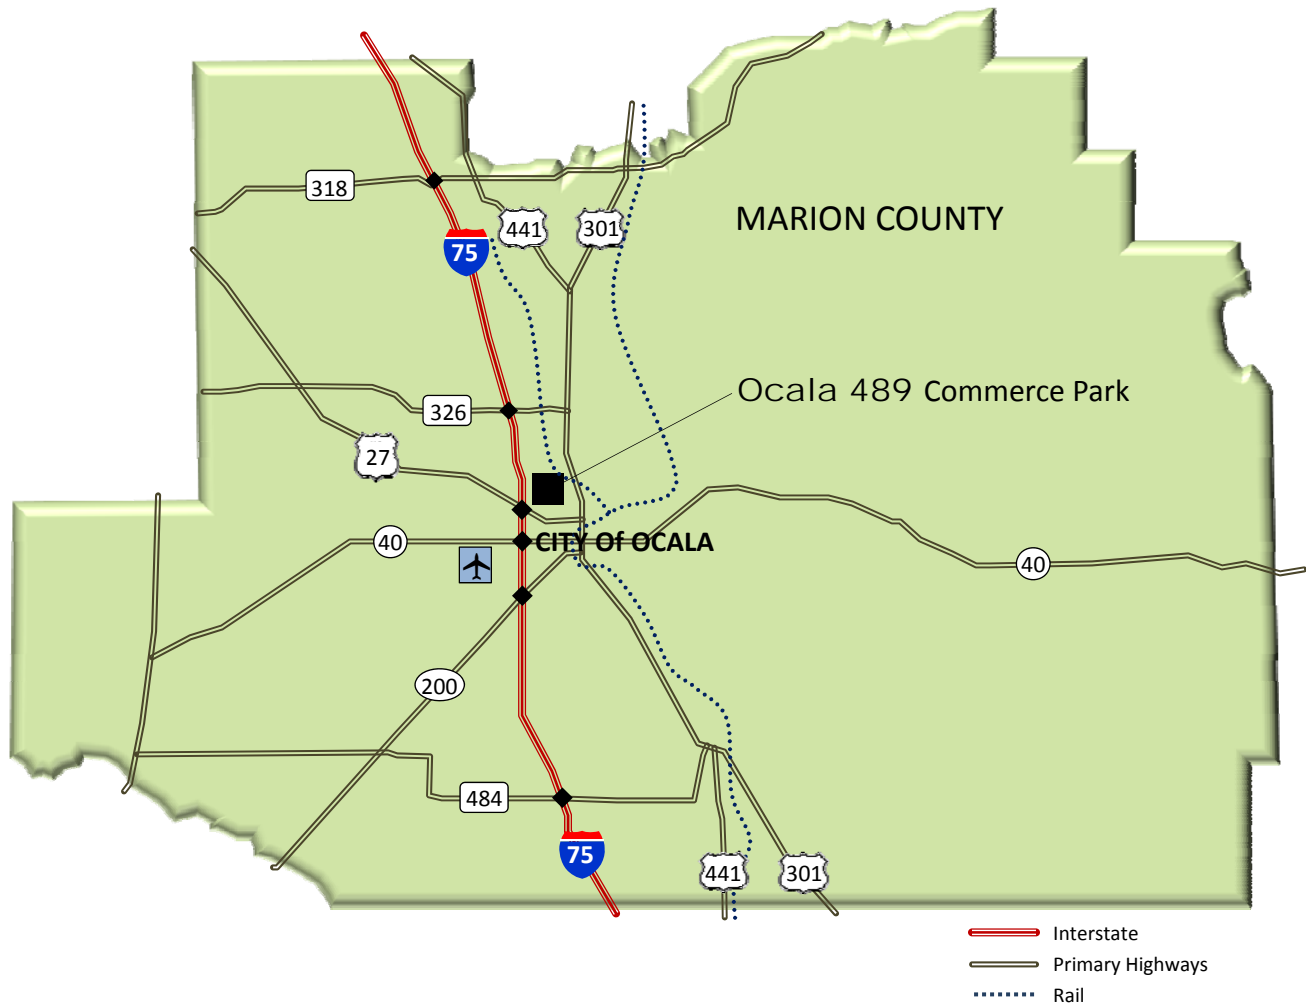 318
441
301
MARION COUNTY
75
Ocala 489 Commerce Park
326
27
40
CITY Of OCALA
40
200
484
75
441
301
Interstate
Primary Highways
Rail